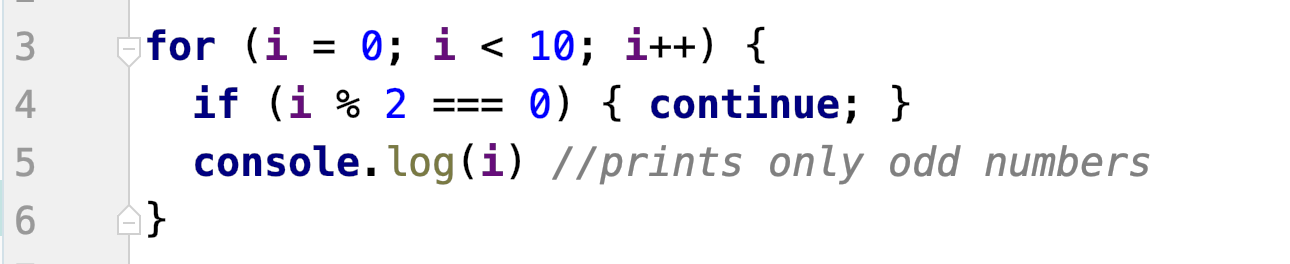 3 for (i = 0; i < 10; i++) {
4   if (i % 2 === 0) { continue; }
5   console.log(i) //prints only odd numbers
6 }